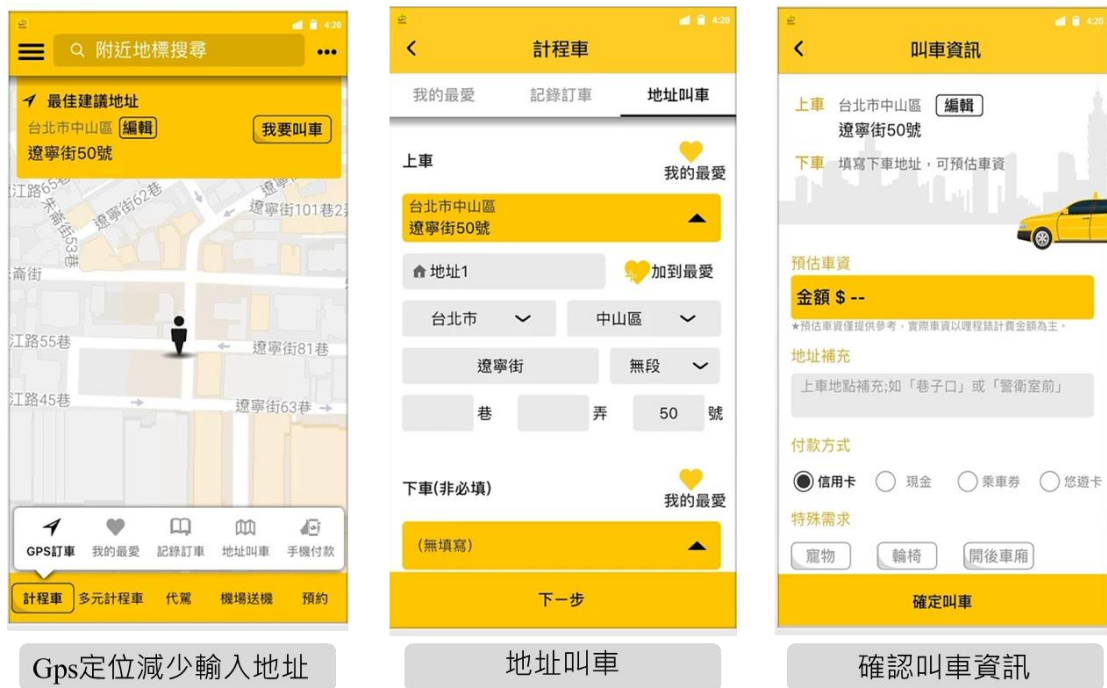 4:20
附近地標搜尋
最佳建議地址
台北市中山區 編輯
我要叫車
遼寧街50號
遼寧街62巷
遼寧街101巷2
朱崙街53巷
崙街
江路55巷
遼寧街81巷
江路45巷
遼寧街63巷
GPS訂車 我的最愛 記錄訂車 地址叫車 手機付款
計程車 多元計程車 代駕 機場送機 預約
Gps定位減少輸入地址
4:20
計程車
我的最愛 記錄訂車 地址叫車
上車
我的最愛
台北市中山區
遼寧街50號
地址1
加到最愛
台北市 中山區
遼寧街 無段
巷 弄 50 號
下車(非必填)
我的最愛
(無填寫)
下一步
地址叫車
4:20
叫車資訊
上車 台北市中山區 編輯
遼寧街50號
下車 填寫下車地址，可預估車資
預估車資
金額 $ --
★預估車資僅提供參考，實際車資以哩程錶計費金額為主。
地址補充
上車地點補充;如「巷子口」或「警衛室前」
付款方式
信用卡 現金 乘車券 悠遊卡
特殊需求
寵物 輪椅 開後車廂
確定叫車
確認叫車資訊